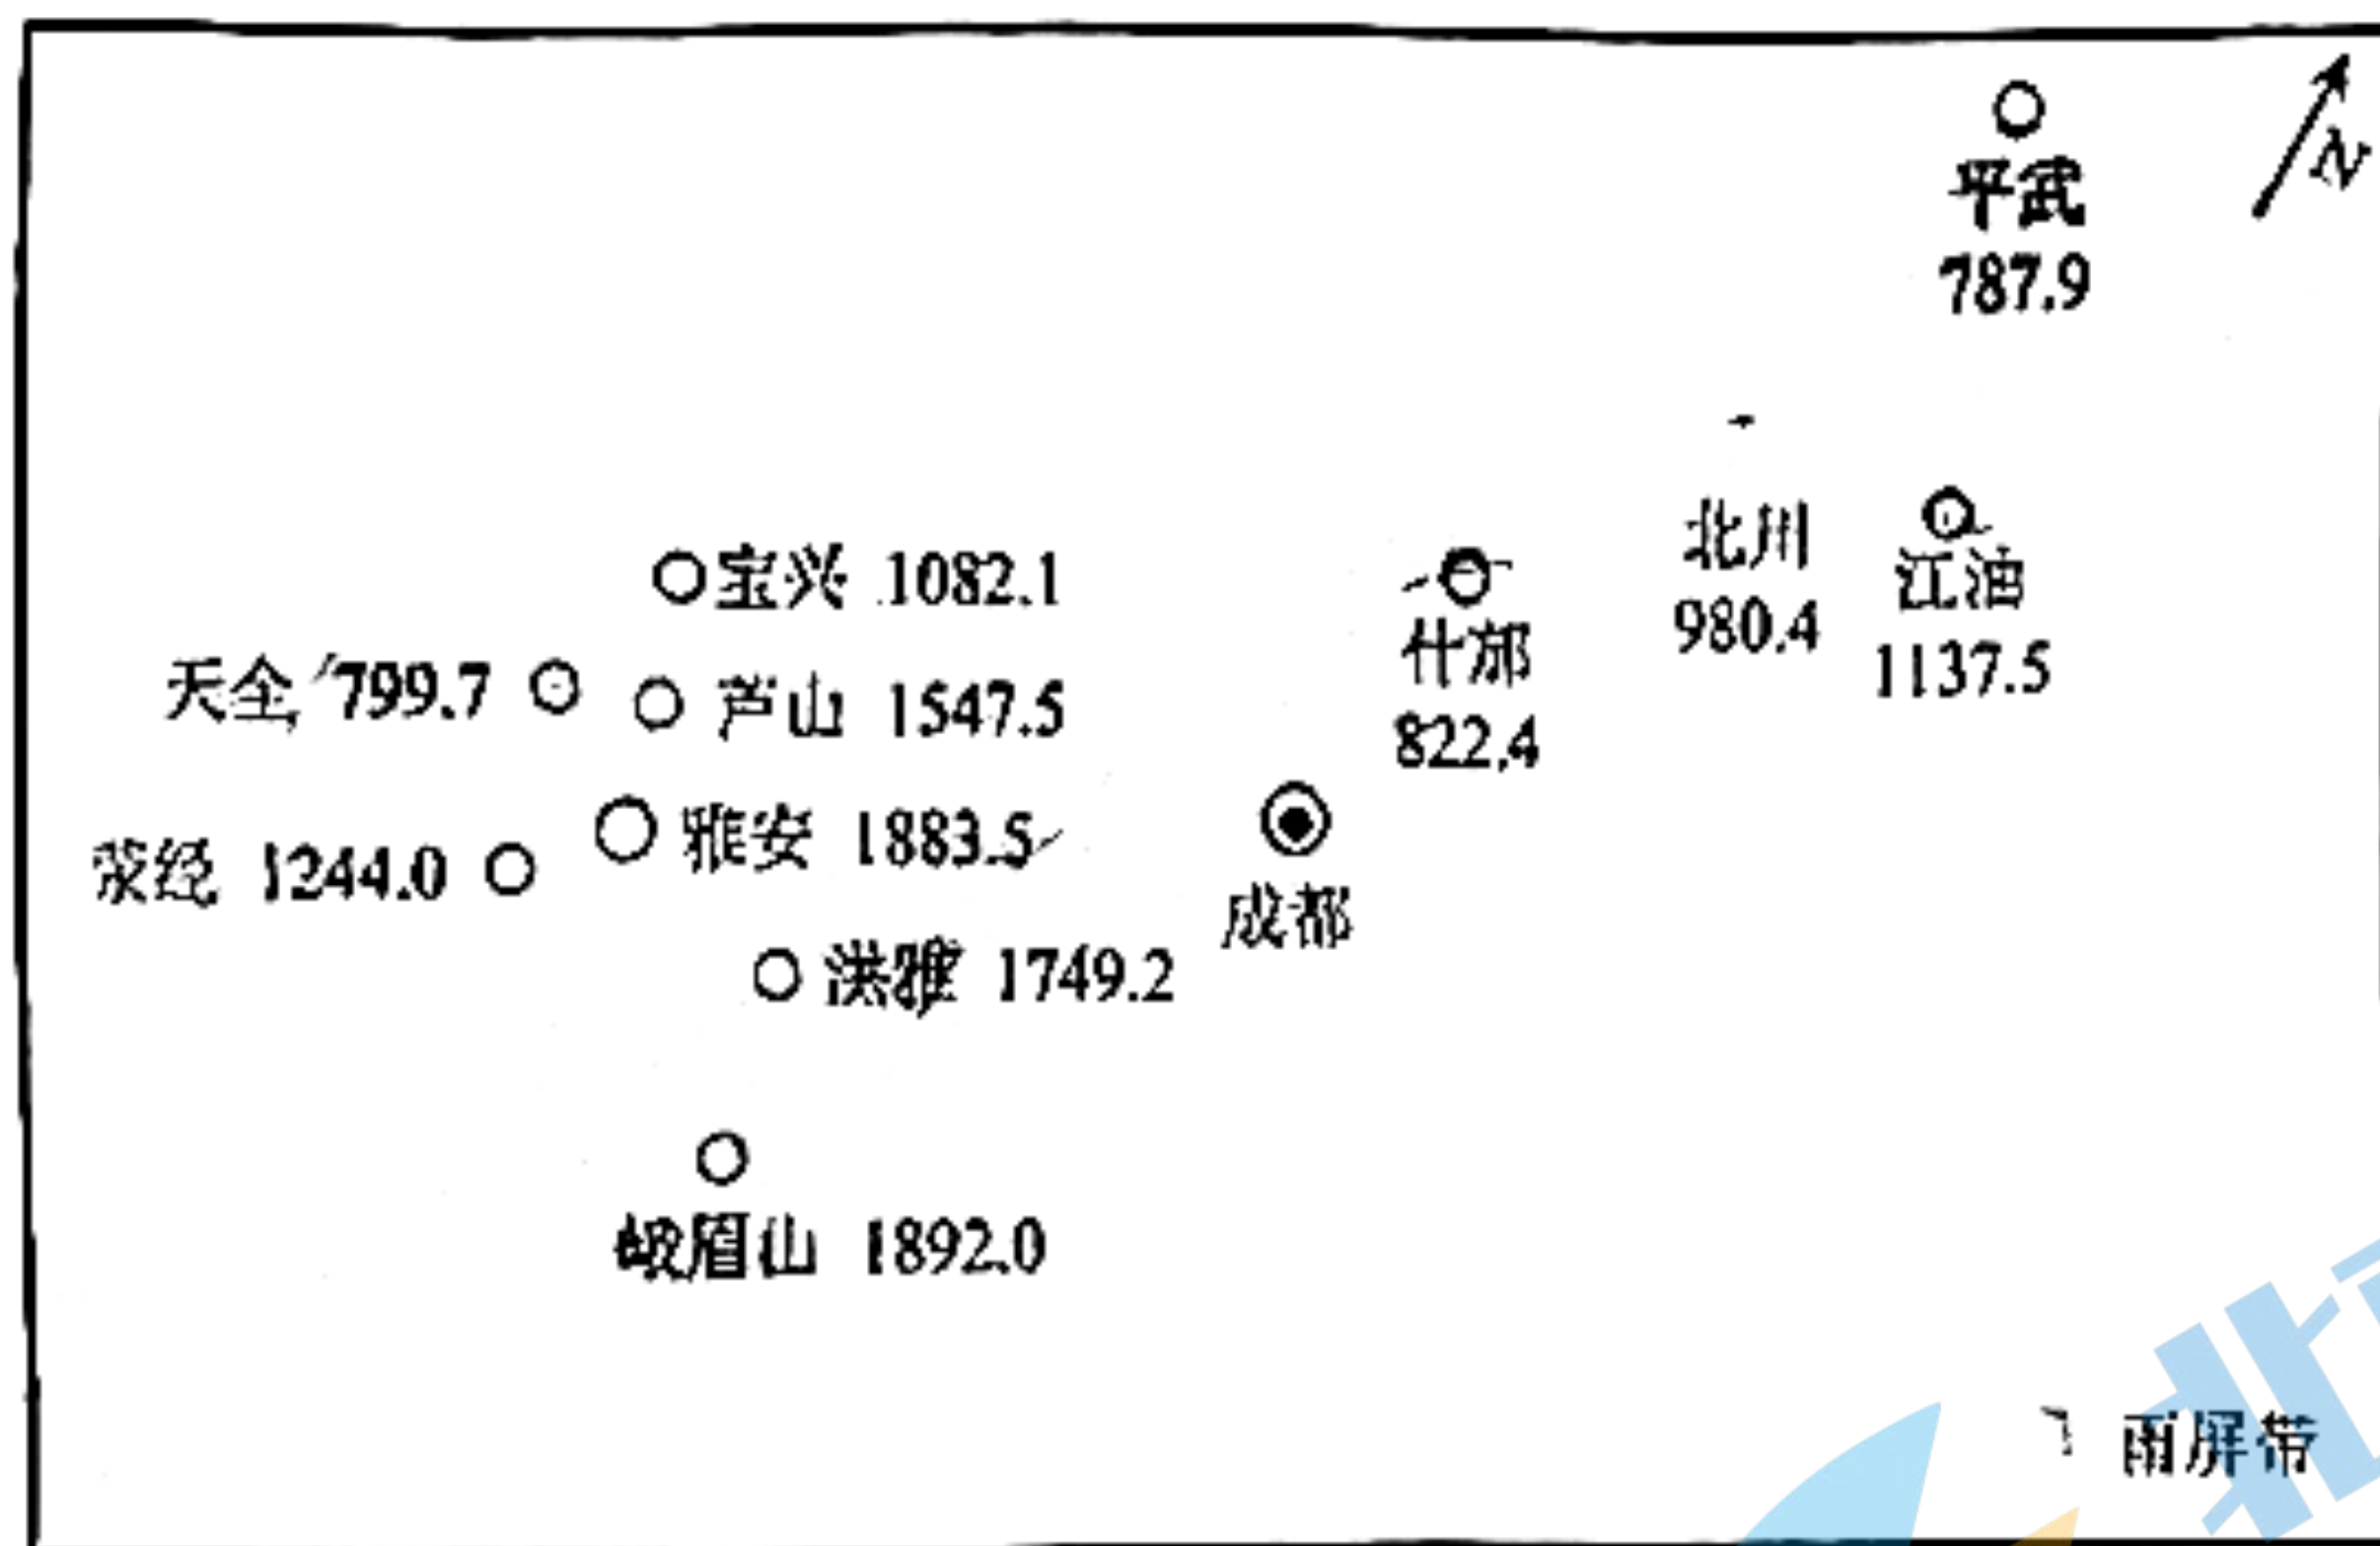 N
平武
787.9
北川
980.4
江油
1137.5
什邡
822.4
宝兴 1082.1
天全 799.7
芦山 1547.5
雅安 1883.5
荥经 1244.0
成都
洪雅 1749.2
峨眉山 1892.0
雨屏带
北